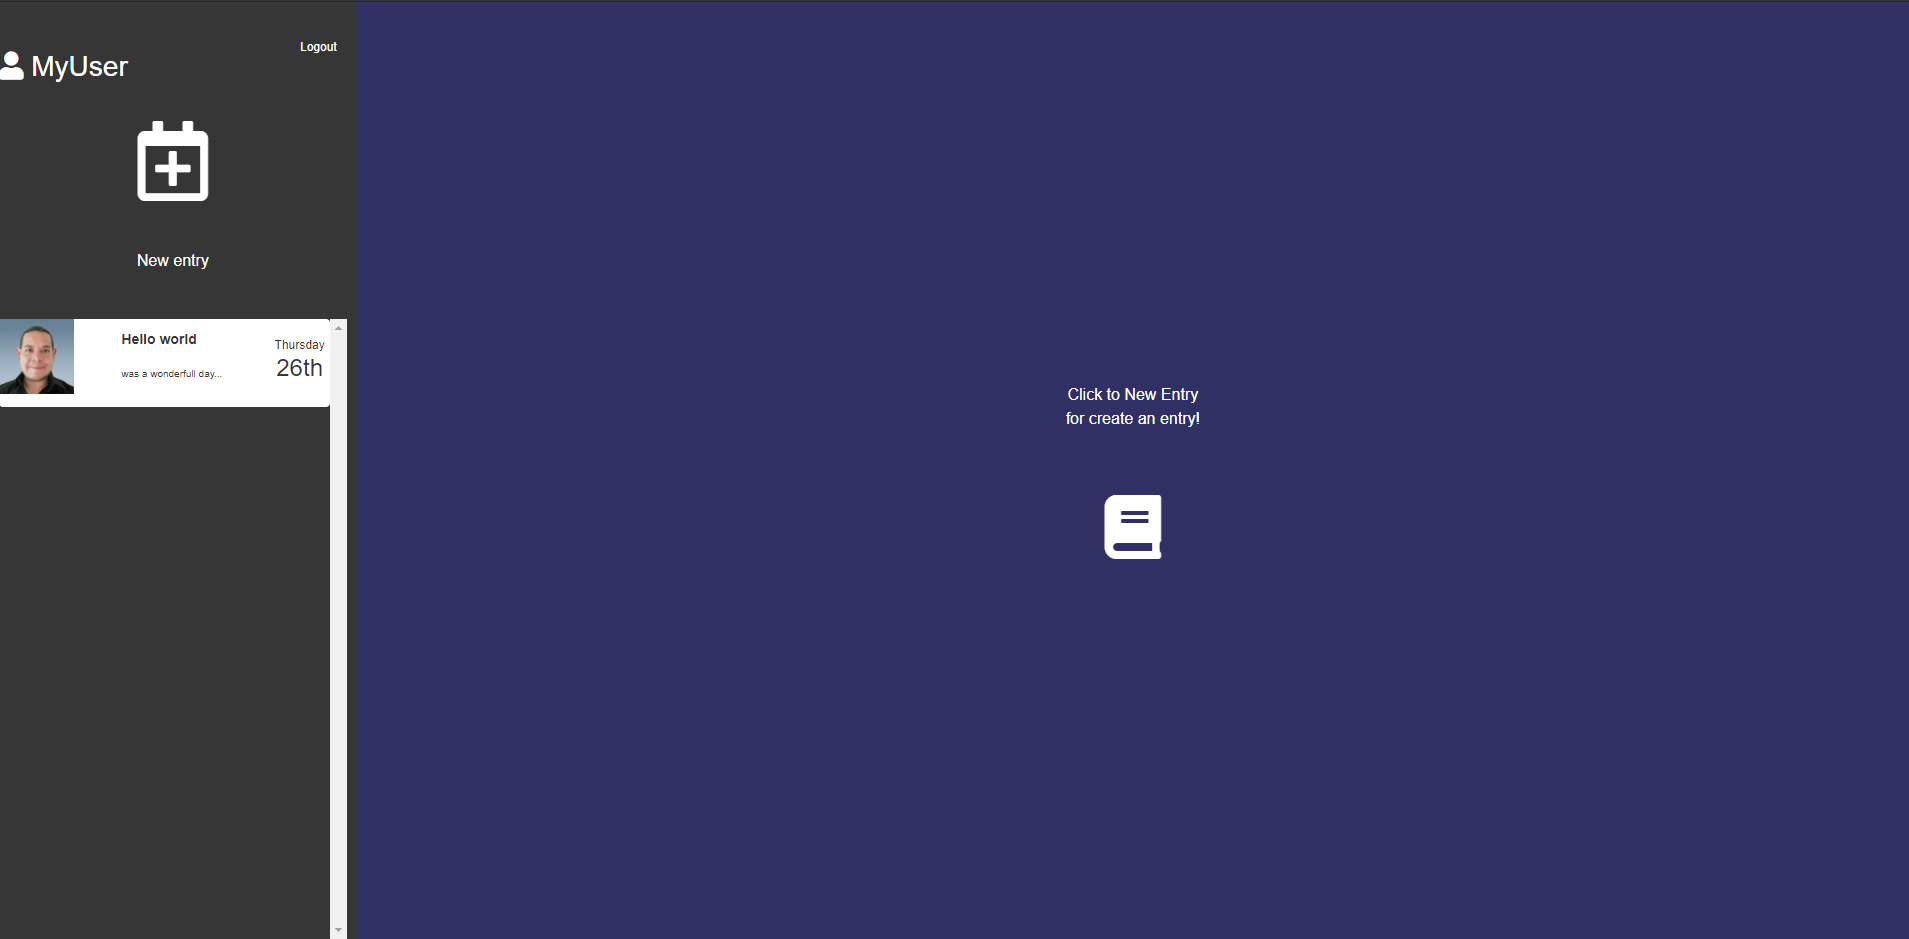 Logout
MyUser
New entry
Hello world
was a wonderfull day...
Thursday
26th
Click to New Entry
for create an entry!